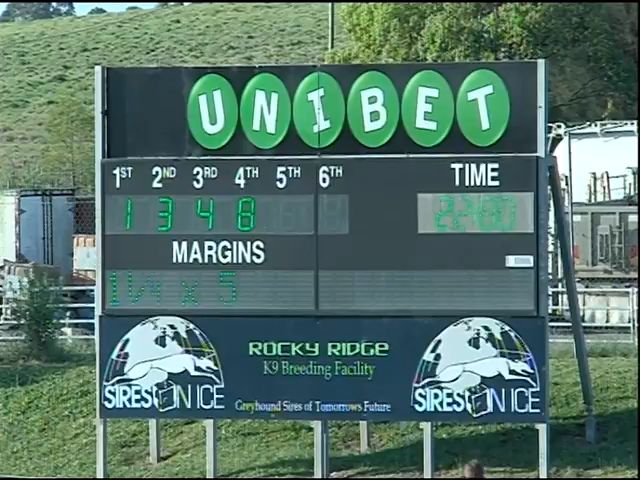 UNIBET
1ST 2ND 3RD 4TH 5TH 6TH TIME
1 3 4 8
MARGINS
1¼ x 5
ROCKY RIDGE
K9 Breeding Facility
SIRES ON ICE
Greyhound Sires of Tomorrows Future
SIRES ON ICE